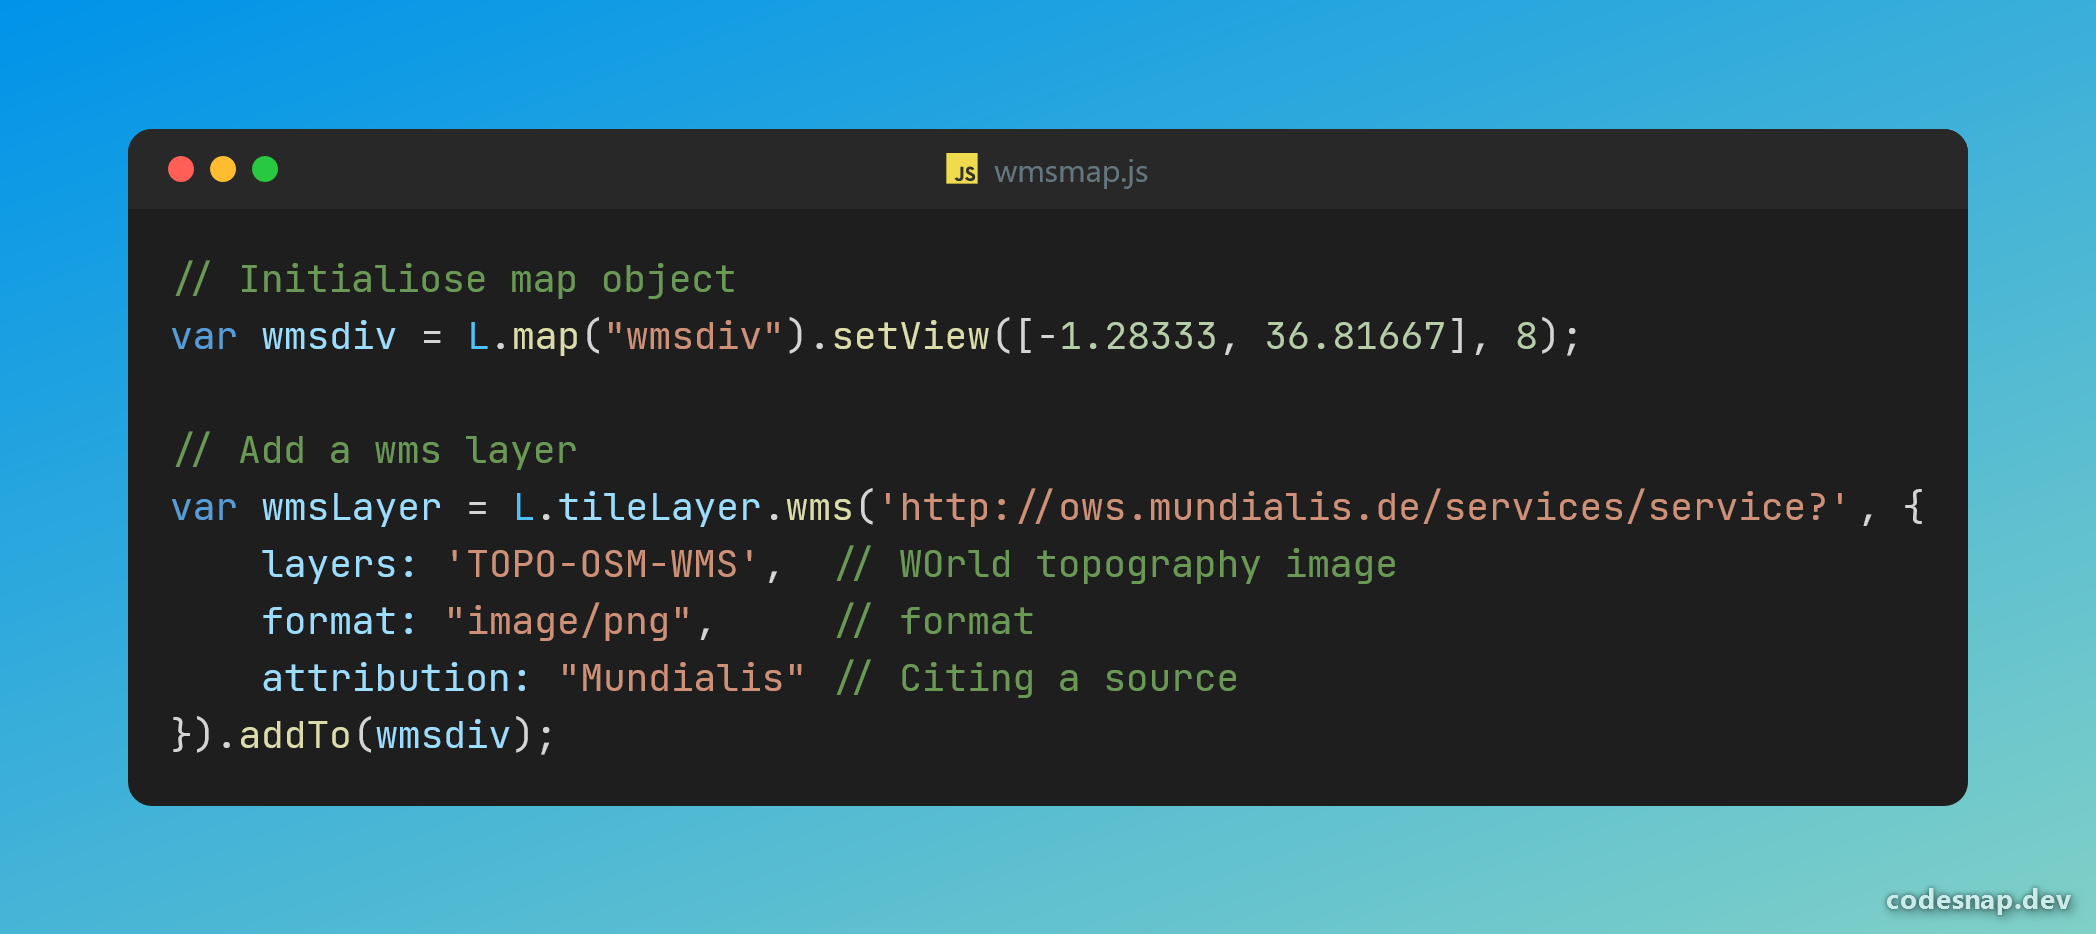 JS wmsmap.js
// Initialiose map object
var wmsdiv = L.map("wmsdiv").setView([-1.28333, 36.81667], 8);
// Add a wms layer
var wmsLayer = L.tileLayer.wms('http://ows.mundialis.de/services/service?', {
    layers: 'TOPO-OSM-WMS',  // WOrld topography image
    format: "image/png",     // format
    attribution: "Mundialis" // Citing a source
}).addTo(wmsdiv);
codesnap.dev